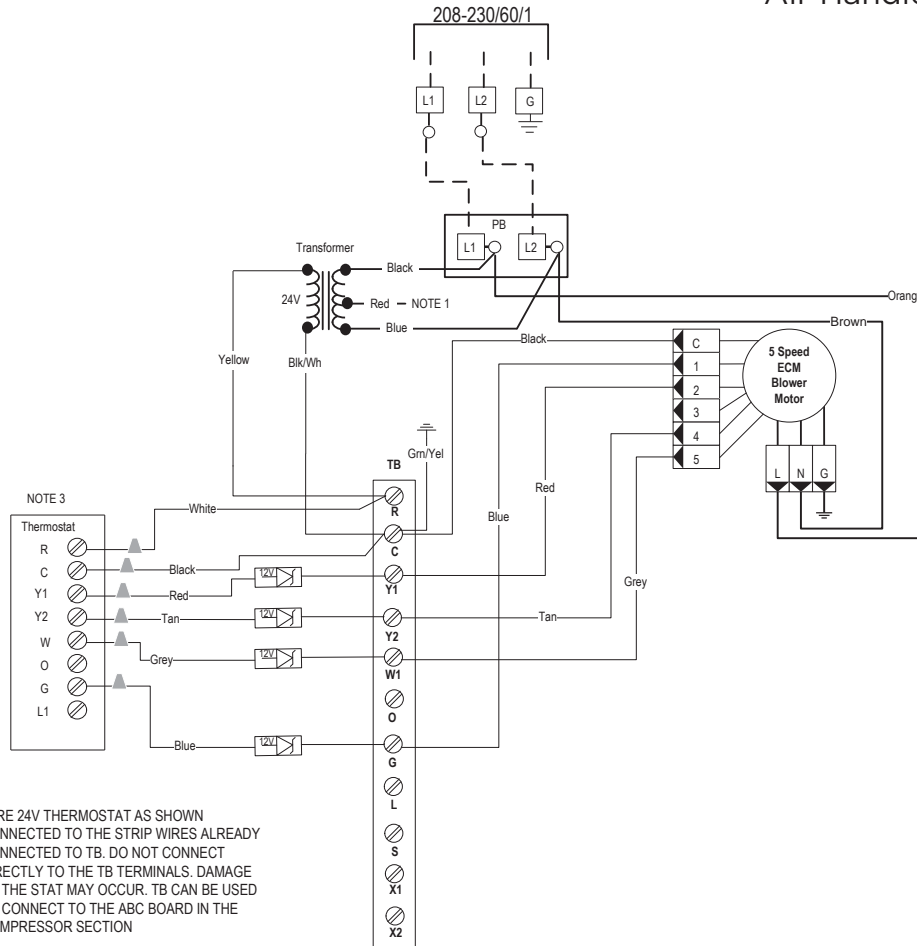 Air Handl
208-230/60/1
L1
L2
G
PB
L1
L2
Transformer
24V
Black
Red – NOTE 1
Blue
Orang
Brown
Yellow
Blk/Wh
Black
C
1
2
3
4
5
5 Speed
ECM
Blower
Motor
L
N
G
Grn/Yel
TB
Red
Blue
Grey
Tan
NOTE 3
Thermostat
R
C
Y1
Y2
W
O
G
L1
White
Black
Red
Tan
Grey
Blue
12V
12V
12V
12V
R
C
Y1
Y2
W1
O
G
L
S
X1
X2
RE 24V THERMOSTAT AS SHOWN
NNECTED TO THE STRIP WIRES ALREADY
NNECTED TO TB. DO NOT CONNECT
RECTLY TO THE TB TERMINALS. DAMAGE
THE STAT MAY OCCUR. TB CAN BE USED
CONNECT TO THE ABC BOARD IN THE
MPRESSOR SECTION